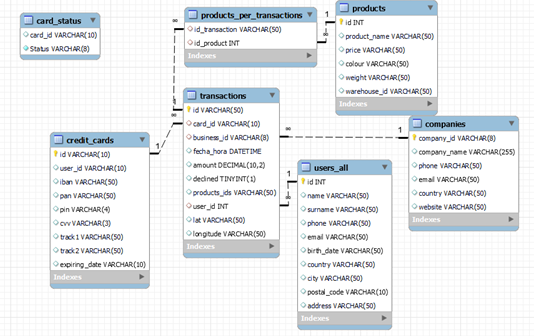 card_status
card_id VARCHAR(10)
Status VARCHAR(8)
products_per_transactions
id_transaction VARCHAR(50)
id_product INT
Indexes
products
id INT
product_name VARCHAR(50)
price VARCHAR(50)
colour VARCHAR(50)
weight VARCHAR(50)
warehouse_id VARCHAR(50)
Indexes
1
∞
∞
1
transactions
id VARCHAR(50)
card_id VARCHAR(10)
business_id VARCHAR(8)
fecha_hora DATETIME
amount DECIMAL(10,2)
declined TINYINT(1)
products_ids VARCHAR(50)
user_id INT
lat VARCHAR(50)
longitude VARCHAR(50)
Indexes
∞
1
∞
1
1
∞
credit_cards
id VARCHAR(10)
user_id VARCHAR(10)
iban VARCHAR(50)
pan VARCHAR(50)
pin VARCHAR(4)
cvv VARCHAR(3)
track1 VARCHAR(50)
track2 VARCHAR(50)
expiring_date VARCHAR(10)
Indexes
users_all
id INT
name VARCHAR(50)
surname VARCHAR(50)
phone VARCHAR(50)
email VARCHAR(50)
birth_date VARCHAR(50)
country VARCHAR(50)
city VARCHAR(50)
postal_code VARCHAR(10)
address VARCHAR(50)
Indexes
companies
company_id VARCHAR(8)
company_name VARCHAR(255)
phone VARCHAR(50)
email VARCHAR(50)
country VARCHAR(50)
website VARCHAR(50)
Indexes